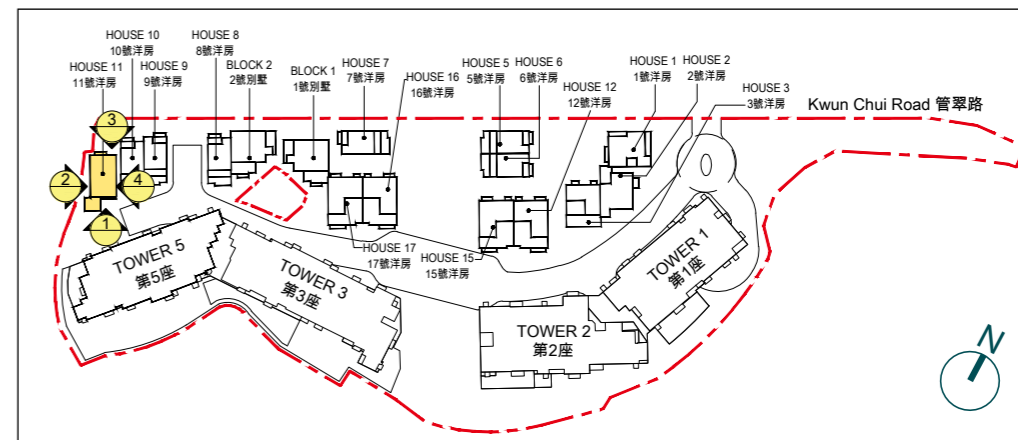 HOUSE 10
10號洋房
HOUSE 11
11號洋房
HOUSE 9
9號洋房
HOUSE 8
8號洋房
BLOCK 2
2號別墅
BLOCK 1
1號別墅
HOUSE 7
7號洋房
HOUSE 16
16號洋房
HOUSE 5
5號洋房
HOUSE 6
6號洋房
HOUSE 12
12號洋房
HOUSE 1
1號洋房
HOUSE 2
2號洋房
HOUSE 3
3號洋房
Kwun Chui Road 管翠路
3
2
4
1
HOUSE 17
17號洋房
HOUSE 15
15號洋房
TOWER 5
第5座
TOWER 3
第3座
TOWER 2
第2座
TOWER 1
第1座
N